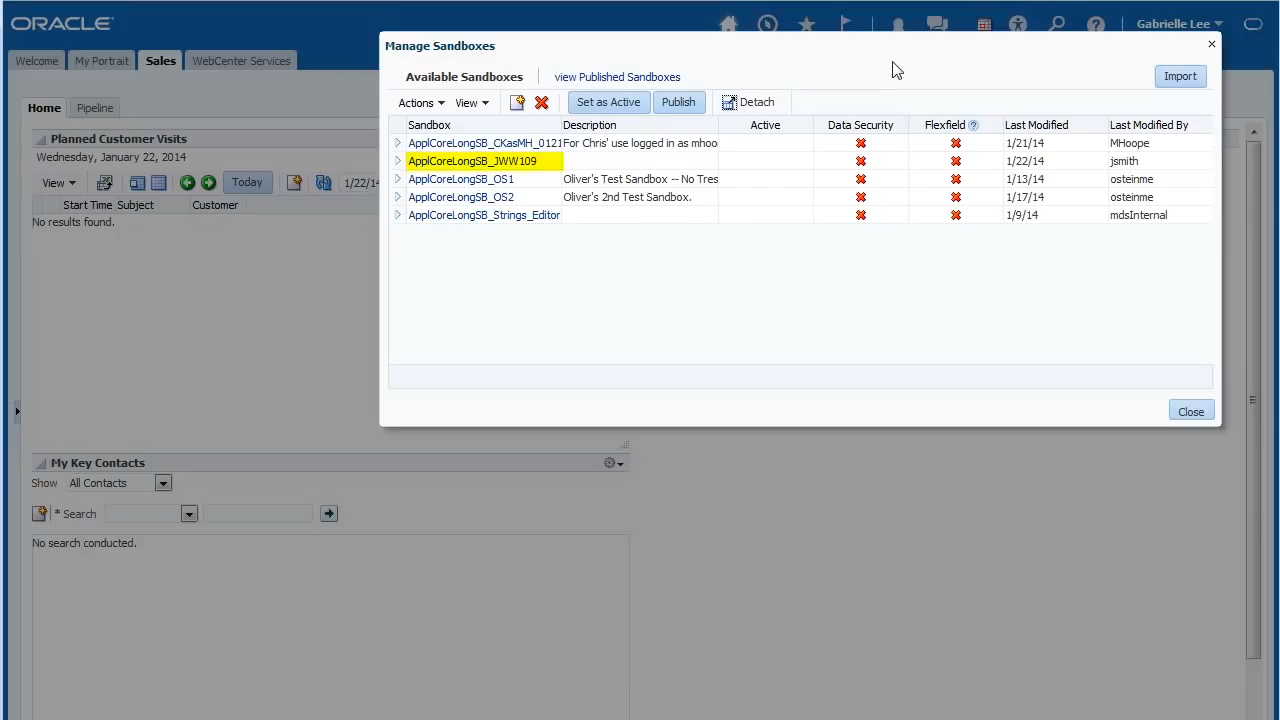 ORACLE
Gabrielle Lee
Welcome My Portrait Sales WebCenter Services
Home Pipeline
Planned Customer Visits
Wednesday, January 22, 2014
View Today 1/22/14
Start Time Subject Customer
No results found.
My Key Contacts
Show All Contacts
* Search
No search conducted.
Manage Sandboxes
Available Sandboxes view Published Sandboxes Import
Actions View Set as Active Publish Detach
Sandbox Description Active Data Security Flexfield Last Modified Last Modified By
ApplCoreLongSB_CKasMH_0121 For Chris' use logged in as mhoo 1/21/14 MHoope
ApplCoreLongSB_JWW109 1/22/14 jsmith
ApplCoreLongSB_OS1 Oliver's Test Sandbox -- No Tres 1/13/14 osteinme
ApplCoreLongSB_OS2 Oliver's 2nd Test Sandbox. 1/17/14 osteinme
ApplCoreLongSB_Strings_Editor 1/9/14 mdsInternal
Close